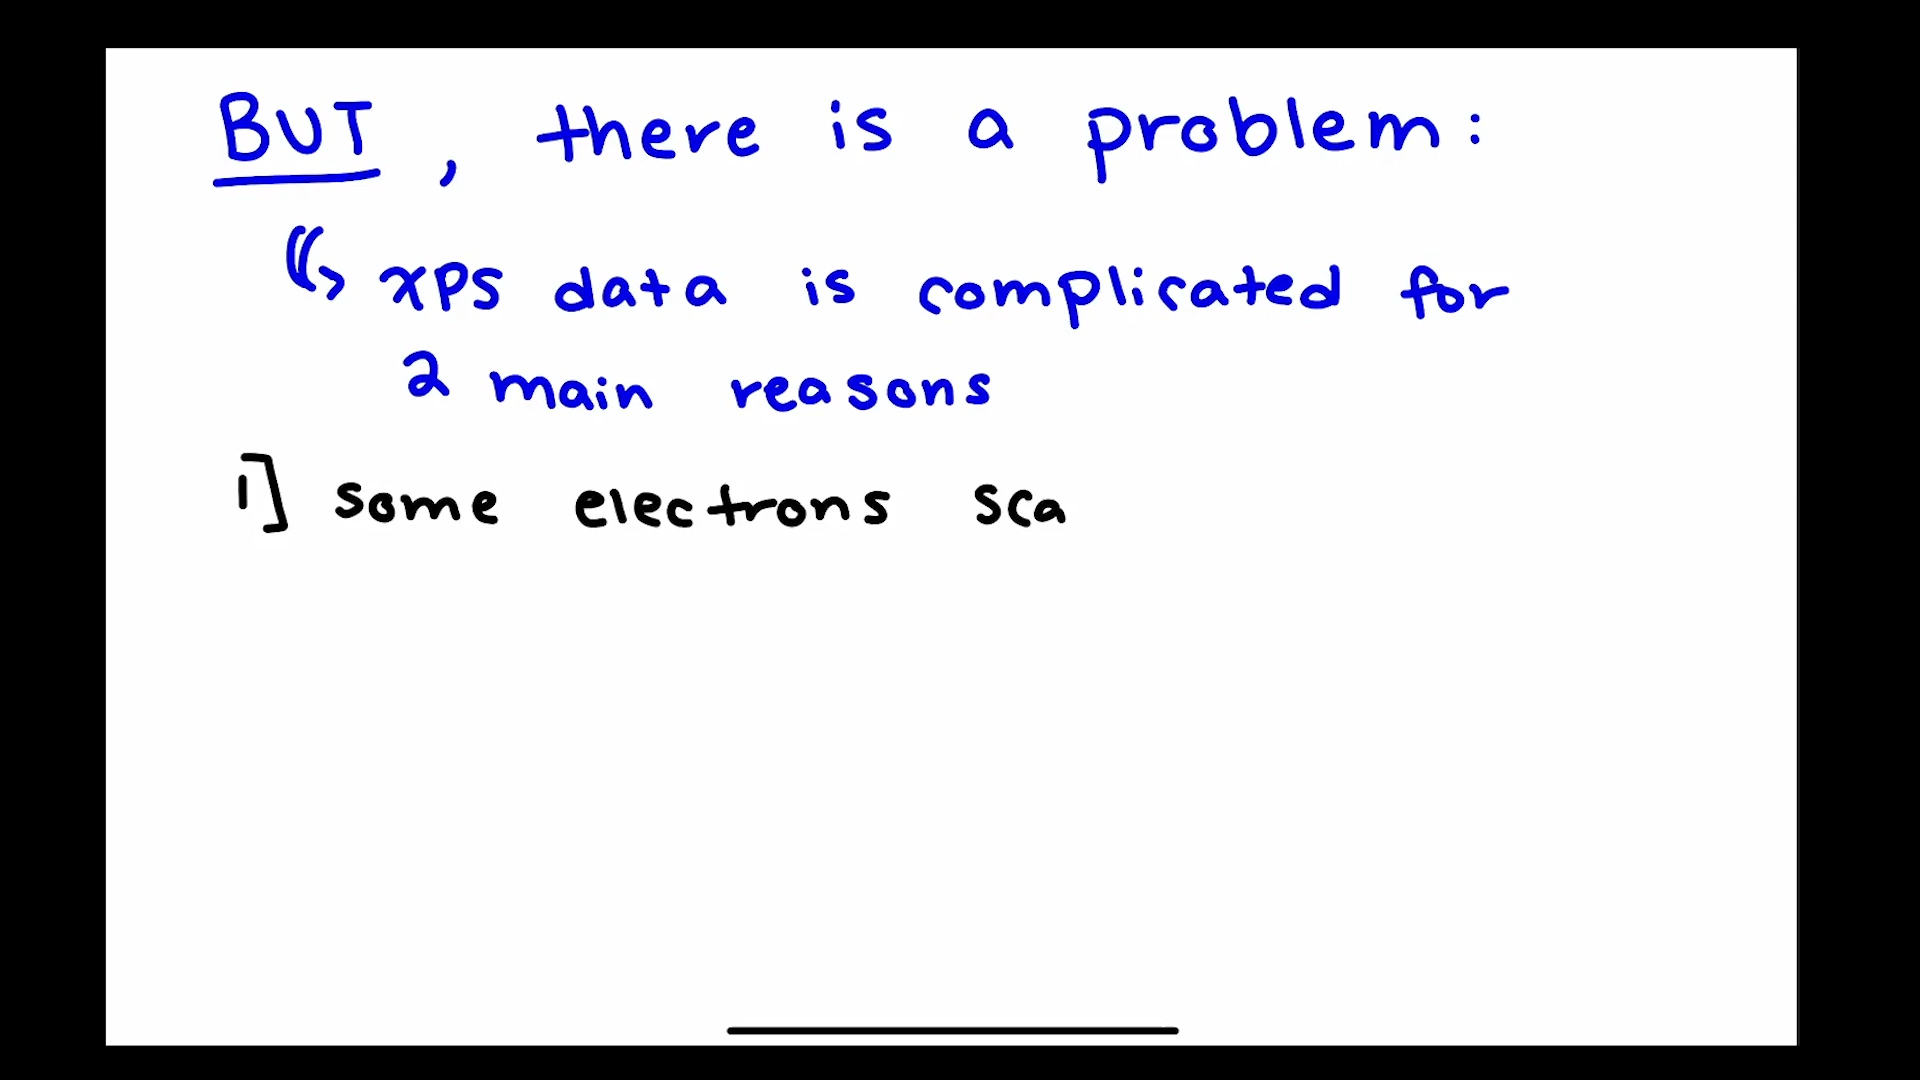 BUT, there is a problem:
↳ XPS data is complicated for
2 main reasons
1] some electrons sca